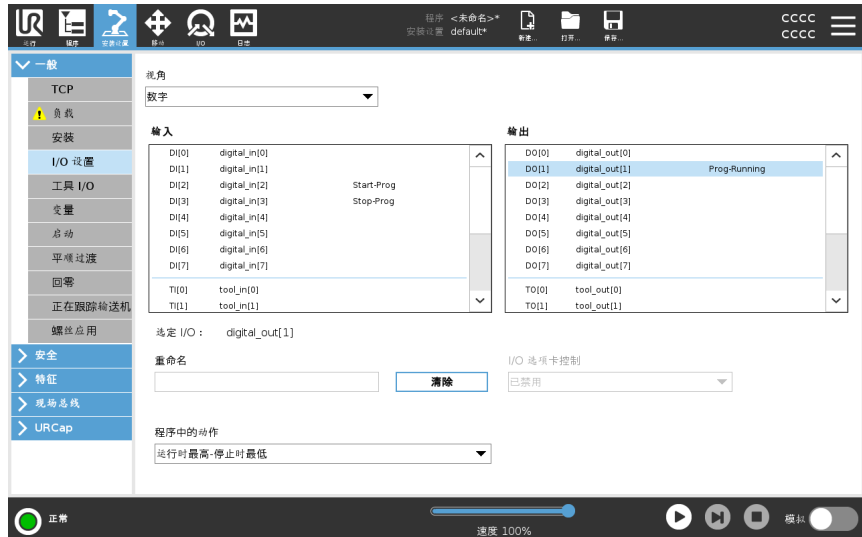 UR
程序 <未命名>*
安装设置 default*
CCCC
CCCC
运行 程序 安装设置 移动 I/O 日志 新建... 打开... 保存...
一般
TCP
负载
安装
I/O 设置
工具 I/O
变量
启动
平顺过渡
回零
正在跟踪输送机
螺丝应用
安全
特征
现场总线
URCap
视角
数字
输入
DI[0] digital_in[0]
DI[1] digital_in[1]
DI[2] digital_in[2] Start-Prog
DI[3] digital_in[3] Stop-Prog
DI[4] digital_in[4]
DI[5] digital_in[5]
DI[6] digital_in[6]
DI[7] digital_in[7]
TI[0] tool_in[0]
TI[1] tool_in[1]
输出
DO[0] digital_out[0]
DO[1] digital_out[1] Prog-Running
DO[2] digital_out[2]
DO[3] digital_out[3]
DO[4] digital_out[4]
DO[5] digital_out[5]
DO[6] digital_out[6]
DO[7] digital_out[7]
TO[0] tool_out[0]
TO[1] tool_out[1]
选定 I/O： digital_out[1]
重命名
清除
I/O 选项卡控制
已禁用
程序中的动作
运行时最高-停止时最低
正常
速度 100%
模拟